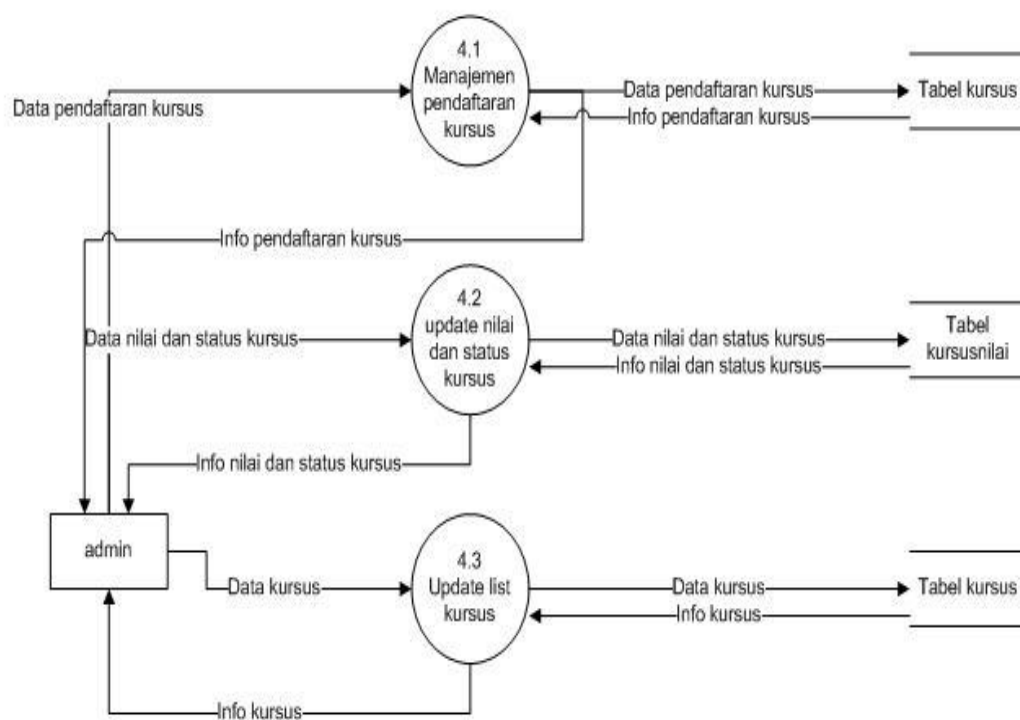 4.1
Manajemen
pendaftaran
kursus
Data pendaftaran kursus
Data pendaftaran kursus
Info pendaftaran kursus
Tabel kursus
Info pendaftaran kursus
4.2
update nilai
dan status
kursus
Data nilai dan status kursus
Data nilai dan status kursus
Info nilai dan status kursus
Tabel
kursusnilai
Info nilai dan status kursus
admin
4.3
Update list
kursus
Data kursus
Data kursus
Info kursus
Tabel kursus
Info kursus